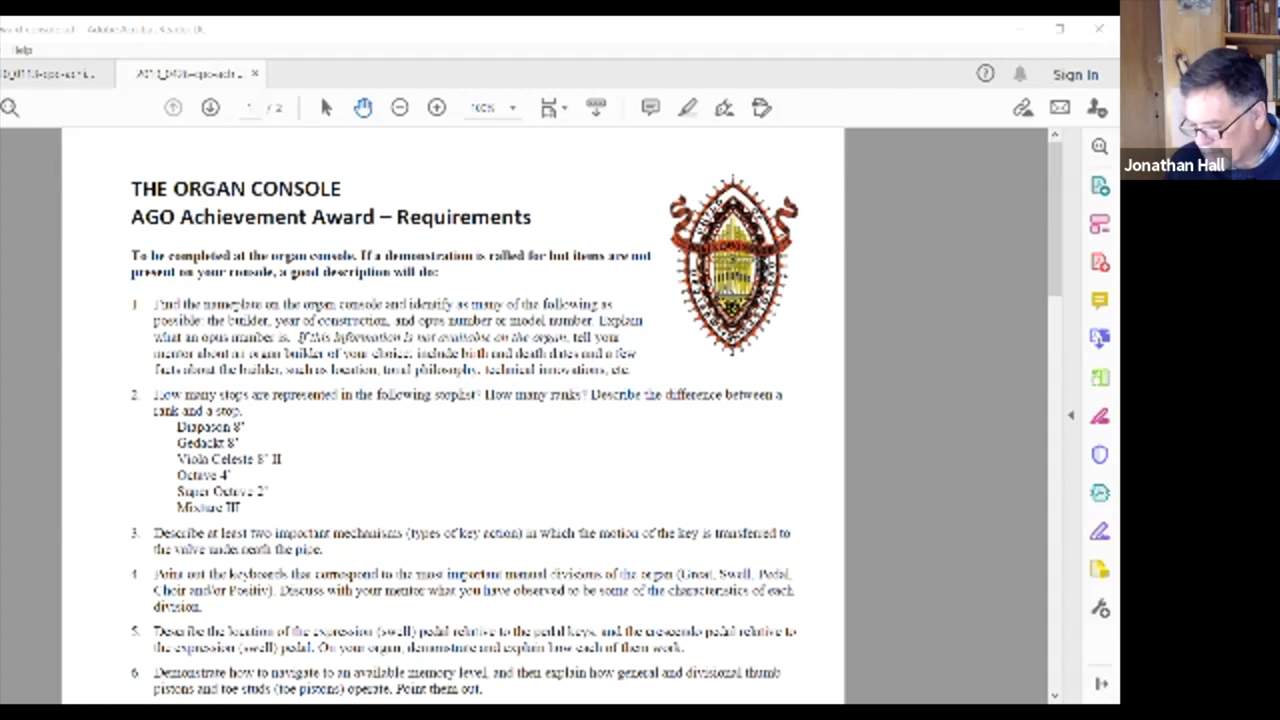 Help
Sign In
1 / 2
100%
Jonathan Hall
THE ORGAN CONSOLE
AGO Achievement Award – Requirements
To be completed at the organ console. If a demonstration is called for but items are not
present on your console, a good description will do:
1. Find the nameplate on the organ console and identify as many of the following as
possible: the builder, year of construction, and opus number or model number. Explain
what an opus number is. If this information is not available on the organ, tell your
mentor about an organ builder of your choice; include birth and death dates and a few
facts about the builder, such as location, tonal philosophy, technical innovations, etc.
2. How many stops are represented in the following stoplist? How many ranks? Describe the difference between a
rank and a stop.
Diapason 8'
Gedackt 8'
Viola Celeste 8' II
Octave 4'
Super Octave 2'
Mixture III
3. Describe at least two important mechanisms (types of key action) in which the motion of the key is transferred to
the valve underneath the pipe.
4. Point out the keyboards that correspond to the most important manual divisions of the organ (Great, Swell, Pedal,
Choir and/or Positiv). Discuss with your mentor what you have observed to be some of the characteristics of each
division.
5. Describe the location of the expression (swell) pedal relative to the pedal keys, and the crescendo pedal relative to
the expression (swell) pedal. On your organ, demonstrate and explain how each of them work.
6. Demonstrate how to navigate to an available memory level, and then explain how general and divisional thumb
pistons and toe studs (toe pistons) operate. Point them out.